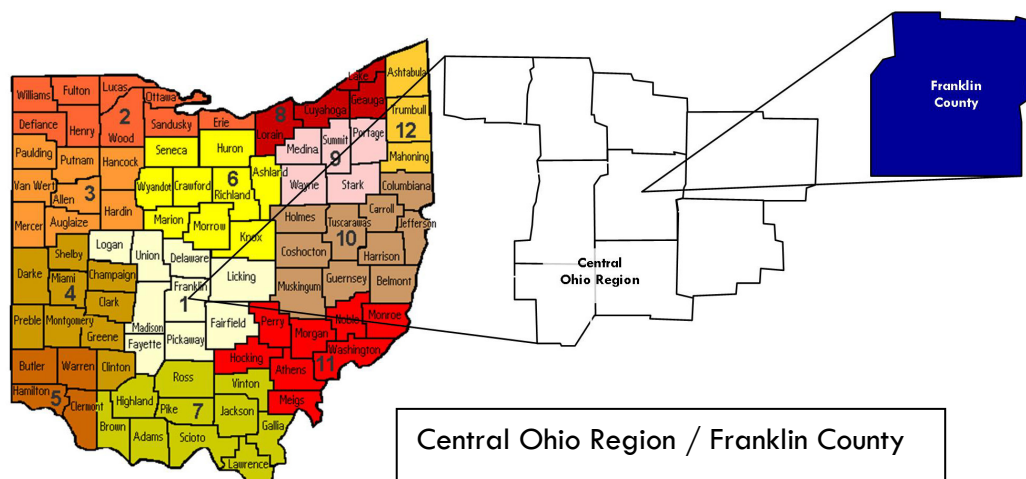 Williams
Fulton
Lucas
Ottawa
Defiance
Henry
2
Wood
Sandusky
Erie
Lorain
8
Cuyahoga
Lake
Geauga
Ashtabula
Trumbull
12
Mahoning
Paulding
Putnam
Hancock
Seneca
Huron
Medina
Summit
9
Portage
Van Wert
Allen
3
Wyandot
Crawford
6
Richland
Ashland
Wayne
Stark
Columbiana
Mercer
Auglaize
Hardin
Marion
Morrow
Knox
Holmes
Tuscarawas
10
Carroll
Jefferson
Harrison
Coshocton
Logan
Union
Delaware
Licking
Muskingum
Guernsey
Belmont
Darke
Shelby
Miami
4
Champaign
Clark
Franklin
1
Madison
Fairfield
Perry
Noble
Monroe
Morgan
Washington
11
Preble
Montgomery
Greene
Fayette
Pickaway
Hocking
Athens
Meigs
Butler
Warren
Clinton
Hamilton
5
Clermont
Ross
Vinton
Highland
Pike
7
Jackson
Gallia
Brown
Adams
Scioto
Lawrence
Central
Ohio Region
Franklin
County
Central Ohio Region / Franklin County